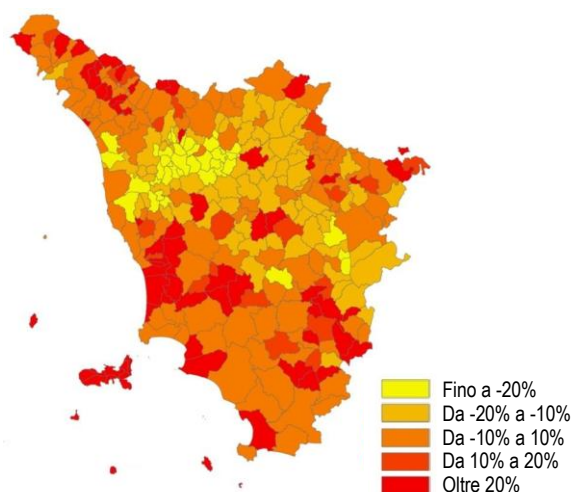 Fino a -20%
Da -20% a -10%
Da -10% a 10%
Da 10% a 20%
Oltre 20%